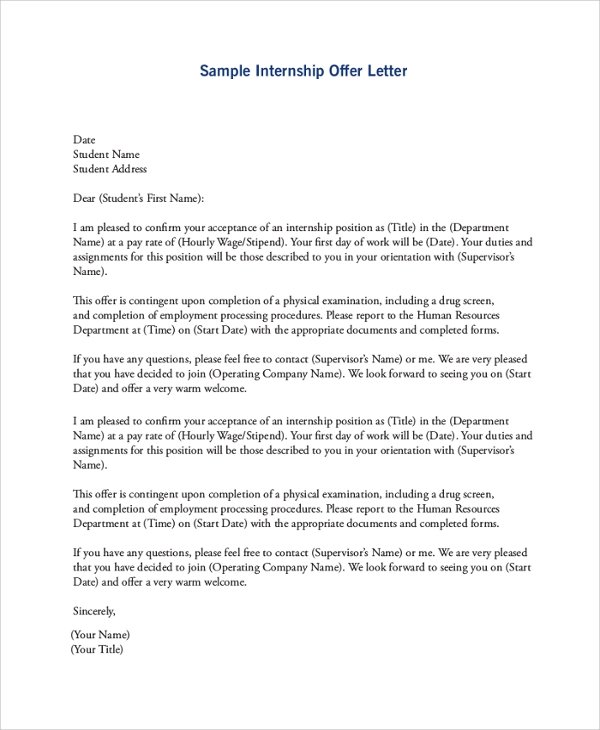 Sample Internship Offer Letter
Date
Student Name
Student Address
Dear (Student's First Name):
I am pleased to confirm your acceptance of an internship position as (Title) in the (Department
Name) at a pay rate of (Hourly Wage/Stipend). Your first day of work will be (Date). Your duties and
assignments for this position will be those described to you in your orientation with (Supervisor's
Name).
This offer is contingent upon completion of a physical examination, including a drug screen,
and completion of employment processing procedures. Please report to the Human Resources
Department at (Time) on (Start Date) with the appropriate documents and completed forms.
If you have any questions, please feel free to contact (Supervisor's Name) or me. We are very pleased
that you have decided to join (Operating Company Name). We look forward to seeing you on (Start
Date) and offer a very warm welcome.
I am pleased to confirm your acceptance of an internship position as (Title) in the (Department
Name) at a pay rate of (Hourly Wage/Stipend). Your first day of work will be (Date). Your duties and
assignments for this position will be those described to you in your orientation with (Supervisor's
Name).
This offer is contingent upon completion of a physical examination, including a drug screen,
and completion of employment processing procedures. Please report to the Human Resources
Department at (Time) on (Start Date) with the appropriate documents and completed forms.
If you have any questions, please feel free to contact (Supervisor's Name) or me. We are very pleased
that you have decided to join (Operating Company Name). We look forward to seeing you on (Start
Date) and offer a very warm welcome.
Sincerely,
(Your Name)
(Your Title)